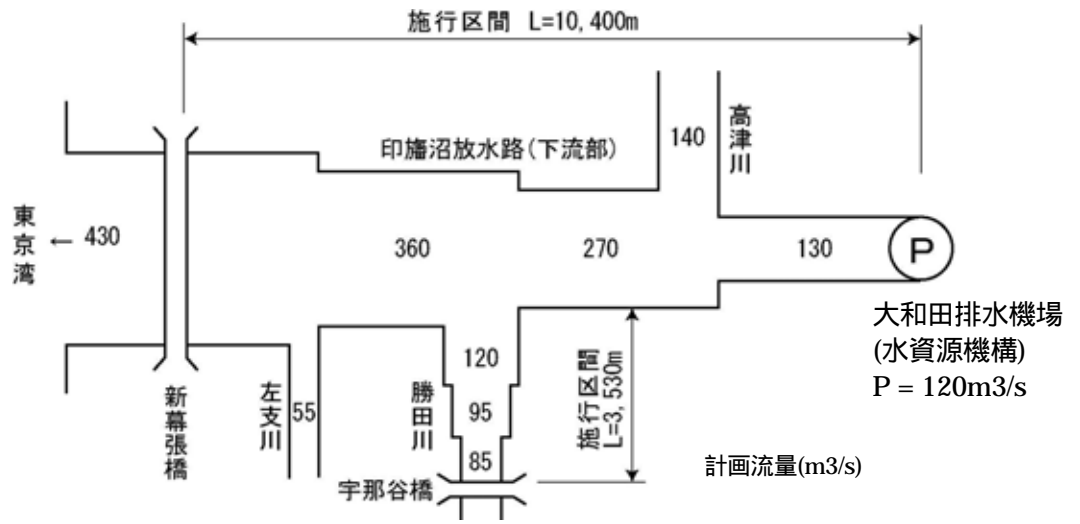 施行区間 L=10,400m
印旛沼放水路(下流部)
140
高津川
東京湾
← 430
360
270
130
P
大和田排水機場
(水資源機構)
P = 120m3/s
120
施行区間
L=3,530m
新幕張橋
左支川
55
勝田川
95
85
計画流量(m3/s)
宇那谷橋